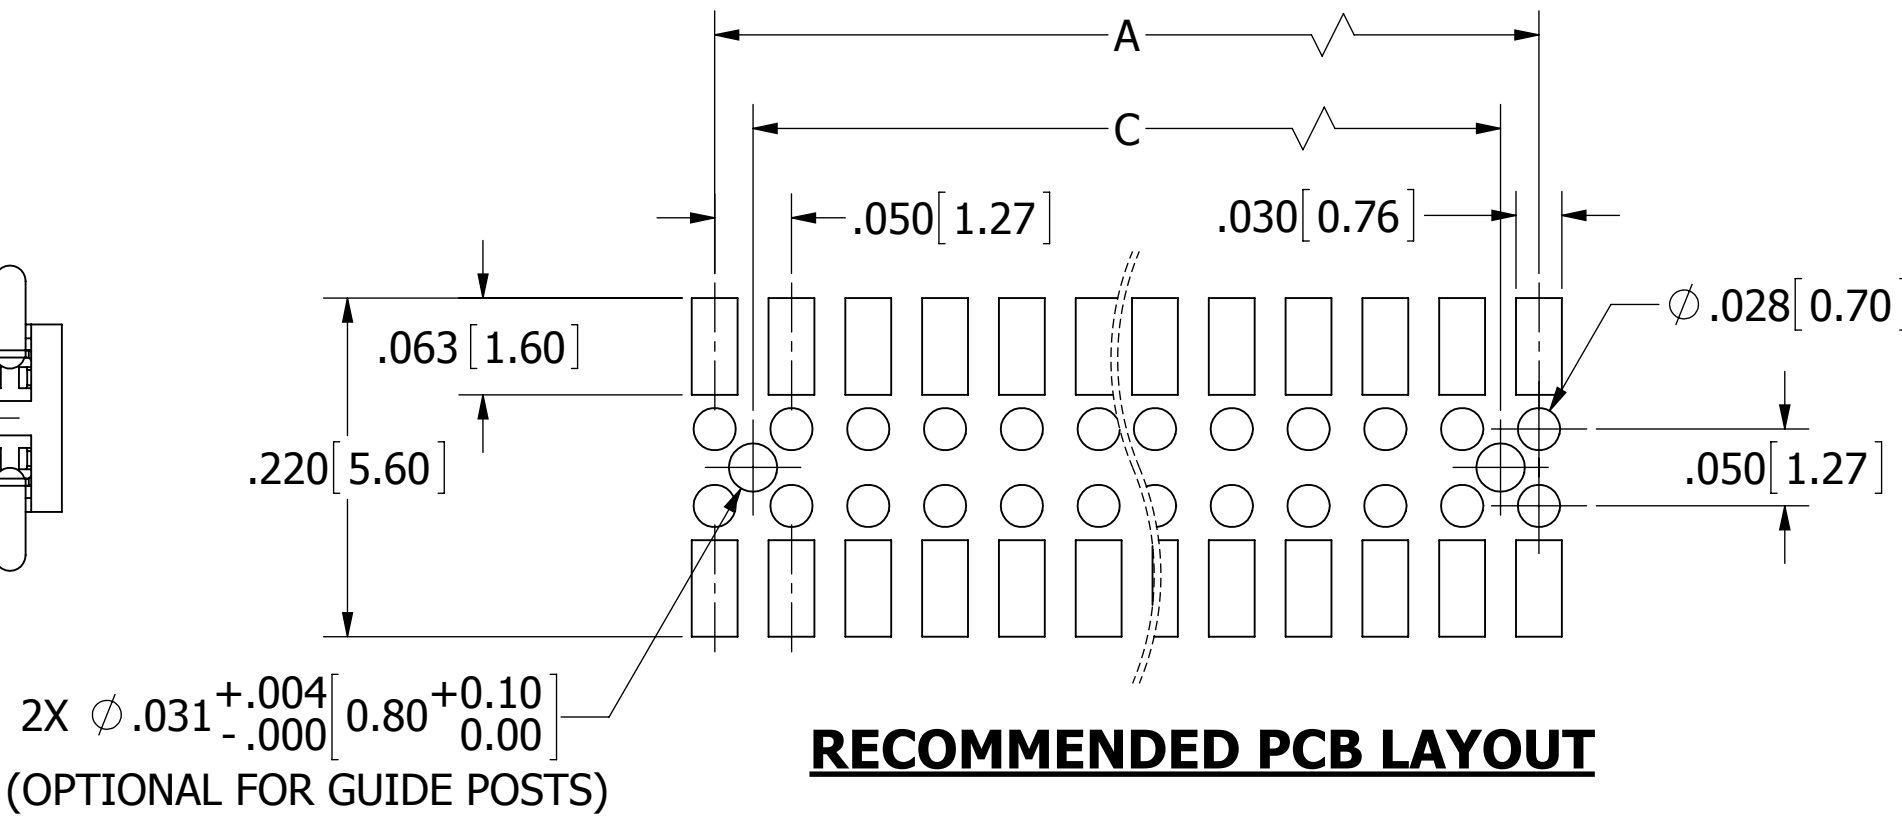 A
C
.050[1.27]
.030[0.76]
∅ .028[0.70]
.063[1.60]
.220[5.60]
.050[1.27]
2X ∅ .031 +.004 -.000 [0.80 +0.10 0.00]
(OPTIONAL FOR GUIDE POSTS)
RECOMMENDED PCB LAYOUT